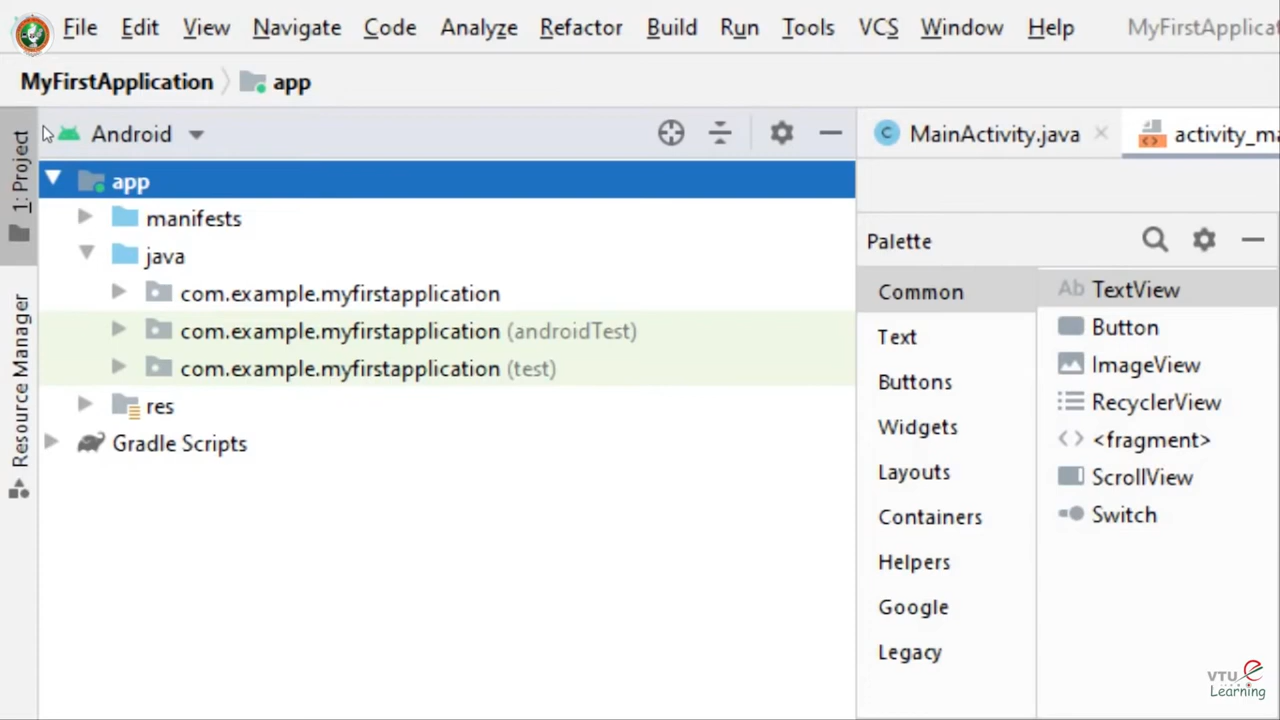 File Edit View Navigate Code Analyze Refactor Build Run Tools VCS Window Help MyFirstApplicat
MyFirstApplication app
1: Project
Resource Manager
Android
app
manifests
java
com.example.myfirstapplication
com.example.myfirstapplication (androidTest)
com.example.myfirstapplication (test)
res
Gradle Scripts
MainActivity.java activity_ma
Palette
Common
Text
Buttons
Widgets
Layouts
Containers
Helpers
Google
Legacy
Ab TextView
Button
ImageView
RecyclerView
<fragment>
ScrollView
Switch
VTU e
Learning